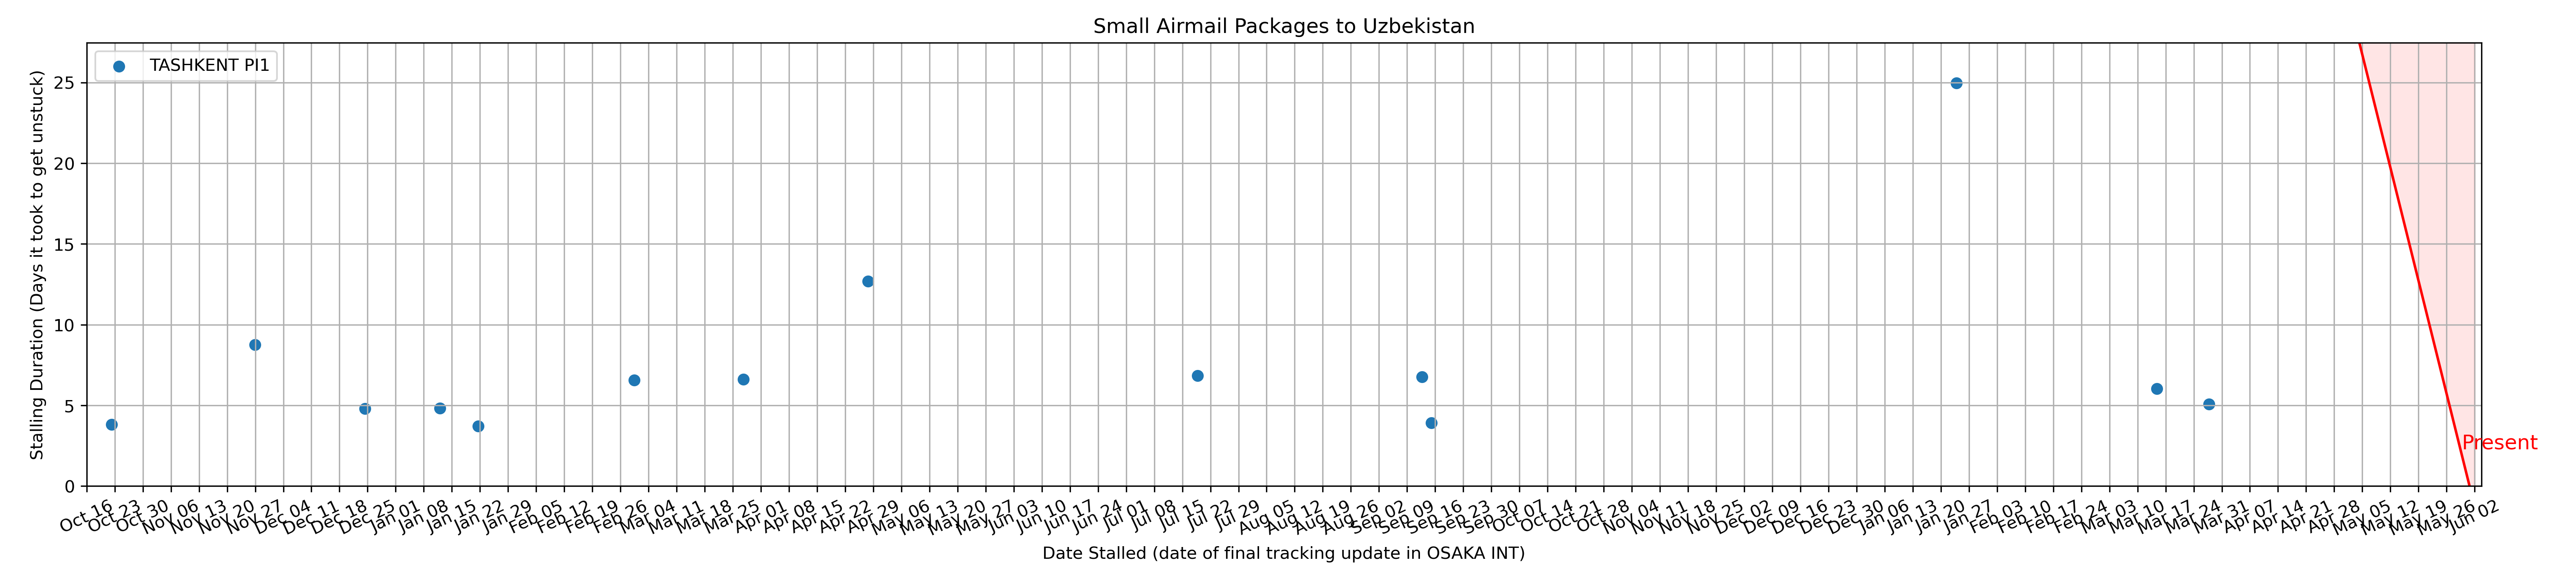 Small Airmail Packages to Uzbekistan
TASHKENT PI1
Stalling Duration (Days it took to get unstuck)
25
20
15
10
5
0
Present
Oct 16 Oct 23 Oct 30 Nov 06 Nov 13 Nov 20 Nov 27 Dec 04 Dec 11 Dec 18 Dec 25 Jan 01 Jan 08 Jan 15 Jan 22 Jan 29 Feb 05 Feb 12 Feb 19 Feb 26 Mar 04 Mar 11 Mar 18 Mar 25 Apr 01 Apr 08 Apr 15 Apr 22 Apr 29 May 06 May 13 May 20 May 27 Jun 03 Jun 10 Jun 17 Jun 24 Jul 01 Jul 08 Jul 15 Jul 22 Jul 29 Aug 05 Aug 12 Aug 19 Aug 26 Sep 02 Sep 09 Sep 16 Sep 23 Sep 30 Oct 07 Oct 14 Oct 21 Oct 28 Nov 04 Nov 11 Nov 18 Nov 25 Dec 02 Dec 09 Dec 16 Dec 23 Dec 30 Jan 06 Jan 13 Jan 20 Jan 27 Feb 03 Feb 10 Feb 17 Feb 24 Mar 03 Mar 10 Mar 17 Mar 24 Mar 31 Apr 07 Apr 14 Apr 21 Apr 28 May 05 May 12 May 19 May 26 Jun 02
Date Stalled (date of final tracking update in OSAKA INT)